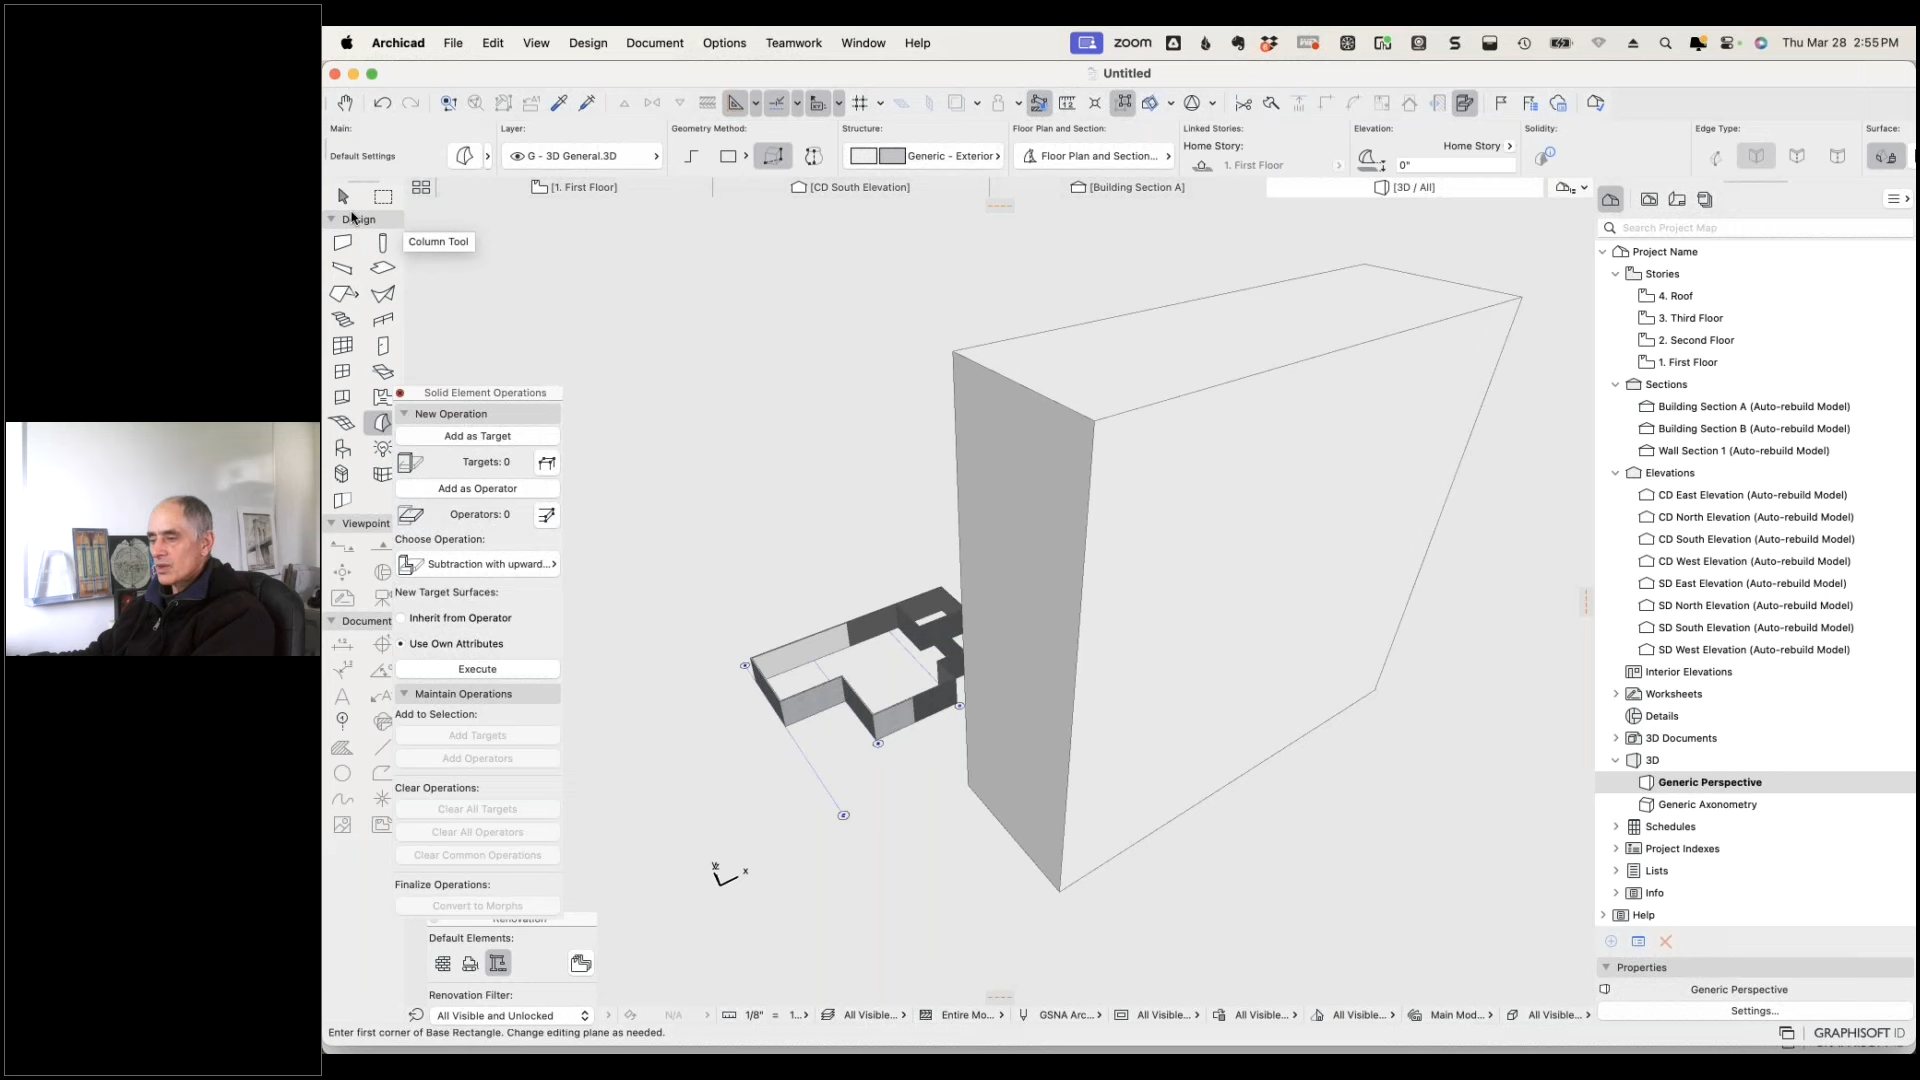 Archicad File Edit View Design Document Options Teamwork Window Help
zoom
Thu Mar 28 2:55 PM
Untitled
Main:
Default Settings
Layer:
G - 3D General.3D
Geometry Method:
Structure:
Generic - Exterior
Floor Plan and Section:
Floor Plan and Section...
Linked Stories:
Home Story:
1. First Floor
Elevation:
Home Story
0"
Solidity:
Edge Type:
Surface:
[1. First Floor]
[CD South Elevation]
[Building Section A]
[3D / All]
Design
Column Tool
Viewpoint
Document
Solid Element Operations
New Operation
Add as Target
Targets: 0
Add as Operator
Operators: 0
Choose Operation:
Subtraction with upward...
New Target Surfaces:
Inherit from Operator
Use Own Attributes
Execute
Maintain Operations
Add to Selection:
Add Targets
Add Operators
Clear Operations:
Clear All Targets
Clear All Operators
Clear Common Operations
Finalize Operations:
Convert to Morphs
Renovation
Default Elements:
Renovation Filter:
All Visible and Unlocked
x
Search Project Map
Project Name
Stories
4. Roof
3. Third Floor
2. Second Floor
1. First Floor
Sections
Building Section A (Auto-rebuild Model)
Building Section B (Auto-rebuild Model)
Wall Section 1 (Auto-rebuild Model)
Elevations
CD East Elevation (Auto-rebuild Model)
CD North Elevation (Auto-rebuild Model)
CD South Elevation (Auto-rebuild Model)
CD West Elevation (Auto-rebuild Model)
SD East Elevation (Auto-rebuild Model)
SD North Elevation (Auto-rebuild Model)
SD South Elevation (Auto-rebuild Model)
SD West Elevation (Auto-rebuild Model)
Interior Elevations
Worksheets
Details
3D Documents
3D
Generic Perspective
Generic Axonometry
Schedules
Project Indexes
Lists
Info
Help
Properties
Generic Perspective
Settings...
N/A
1/8" = 1...
All Visible...
Entire Mo...
GSNA Arc...
All Visible...
All Visible...
All Visible...
Main Mod...
All Visible...
Enter first corner of Base Rectangle. Change editing plane as needed.
GRAPHISOFT ID